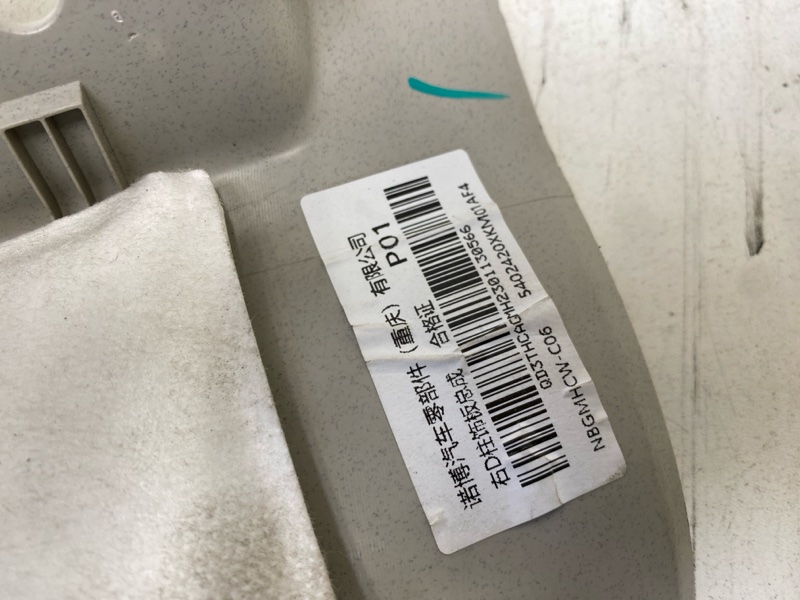 诺博汽车零部件（重庆）有限公司
右D柱饰板总成 合格证 P01
QD3THCAGYH2301130566
NBGMHCW-C06 5402420XKM01AF4